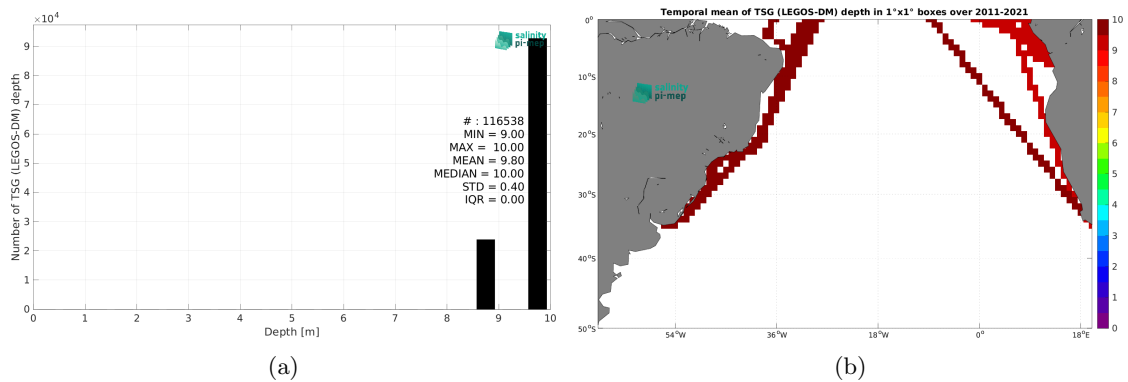 ×10⁴
Number of TSG (LEGOS-DM) depth
9
8
7
6
5
4
3
2
1
0
salinity
pi-mep
# : 116538
MIN = 9.00
MAX = 10.00
MEAN = 9.80
MEDIAN = 10.00
STD = 0.40
IQR = 0.00
0 1 2 3 4 5 6 7 8 9 10
Depth [m]
(a)
Temporal mean of TSG (LEGOS-DM) depth in 1°x1° boxes over 2011-2021
0°
10°S
20°S
30°S
40°S
50°S
salinity
pi-mep
54°W 36°W 18°W 0° 18°E
10
9
8
7
6
5
4
3
2
1
0
(b)